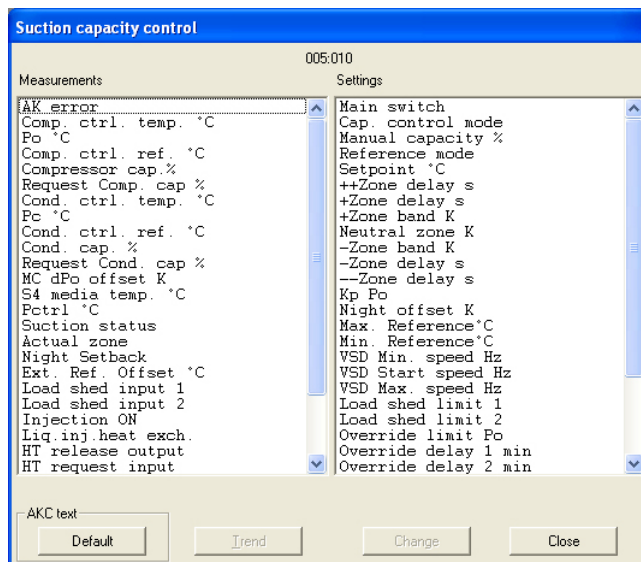 Suction capacity control
005:010
Measurements
AK error
Comp. ctrl. temp. °C
Po °C
Comp. ctrl. ref. °C
Compressor cap.%
Request Comp. cap %
Cond. ctrl. temp. °C
Pc °C
Cond. ctrl. ref. °C
Cond. cap. %
Request Cond. cap %
MC dPo offset K
S4 media temp. °C
Pctrl °C
Suction status
Actual zone
Night Setback
Ext. Ref. Offset °C
Load shed input 1
Load shed input 2
Injection ON
Liq.inj.heat exch.
HT release output
HT request input
Settings
Main switch
Cap. control mode
Manual capacity %
Reference mode
Setpoint °C
++Zone delay s
+Zone delay s
+Zone band K
Neutral zone K
-Zone band K
-Zone delay s
--Zone delay s
Kp Po
Night offset K
Max. Reference°C
Min. Reference°C
VSD Min. speed Hz
VSD Start speed Hz
VSD Max. speed Hz
Load shed limit 1
Load shed limit 2
Override limit Po
Override delay 1 min
Override delay 2 min
AKC text
Default
Trend
Change
Close